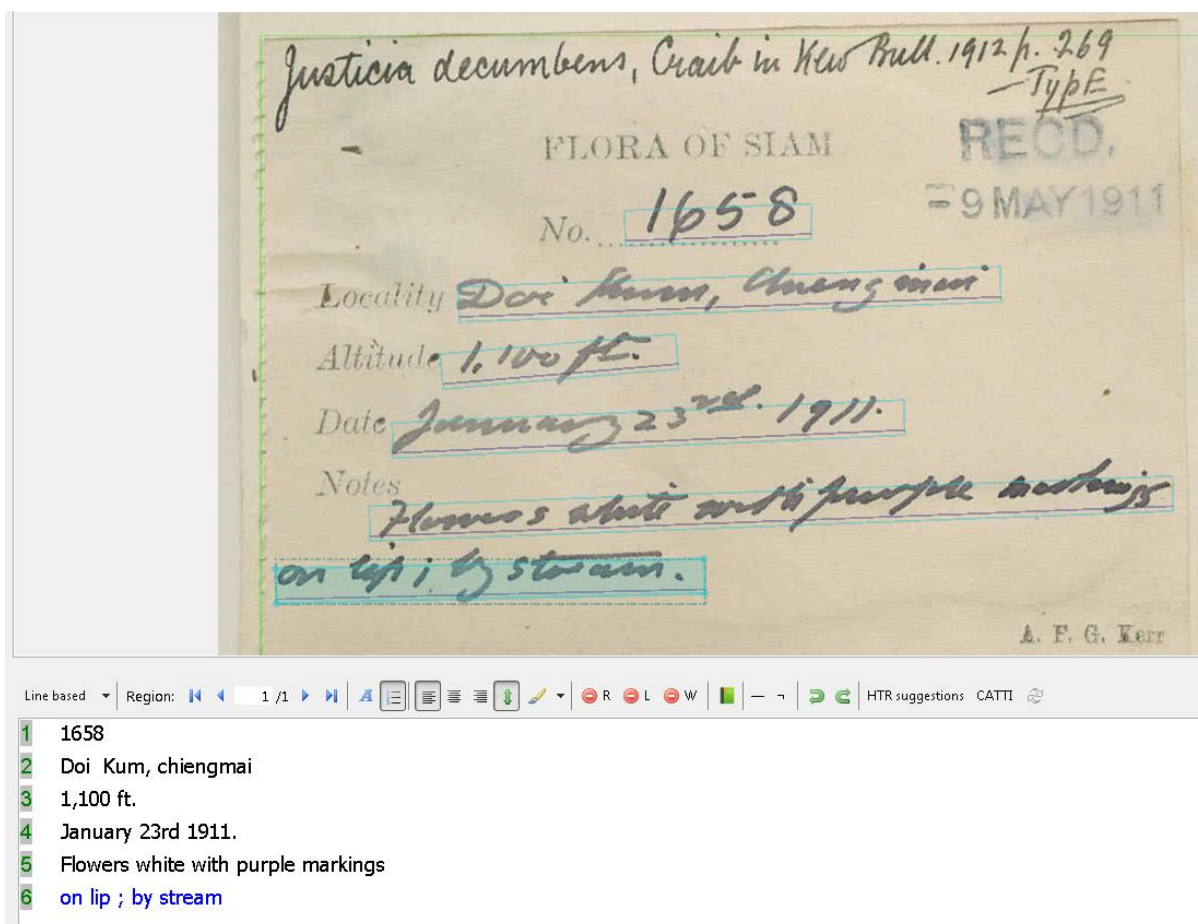 Justicia decumbens, Craib in Kew Bull. 1912 p. 269
— Type
FLORA OF SIAM
RECD.
= 9 MAY 1911
No. 1658
Locality Doi Kum, Chiengmai
Altitude 1,100 ft.
Date January 23rd. 1911.
Notes
Flowers white with purple markings
on lip ; by stream.
A. F. G. Kerr
Line based Region: 1 /1 A R L W HTR suggestions CATTI
1 1658
2 Doi Kum, chiengmai
3 1,100 ft.
4 January 23rd 1911.
5 Flowers white with purple markings
6 on lip ; by stream